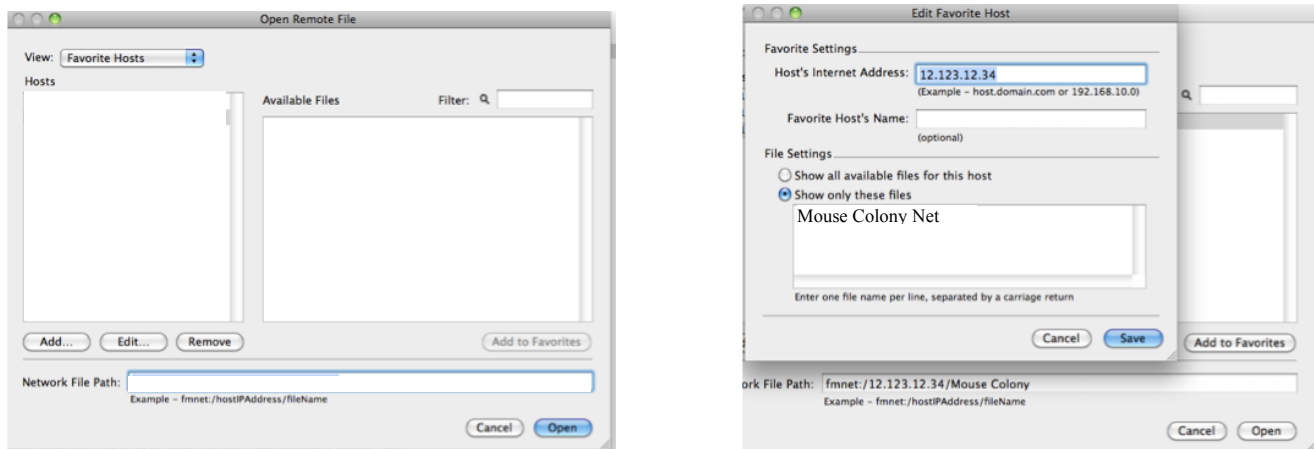 Open Remote File
View: Favorite Hosts
Hosts
Available Files Filter:
Add... Edit... Remove Add to Favorites
Network File Path:
Example - fmnet:/hostIPAddress/fileName
Cancel Open
Edit Favorite Host
Favorite Settings
Host's Internet Address: 12.123.12.34
(Example - host.domain.com or 192.168.10.0)
Favorite Host's Name:
(optional)
File Settings
Show all available files for this host
Show only these files
Mouse Colony Net
Enter one file name per line, separated by a carriage return
Cancel Save Add to Favorites
ork File Path: fmnet:/12.123.12.34/Mouse Colony
Example - fmnet:/hostIPAddress/fileName
Cancel Open